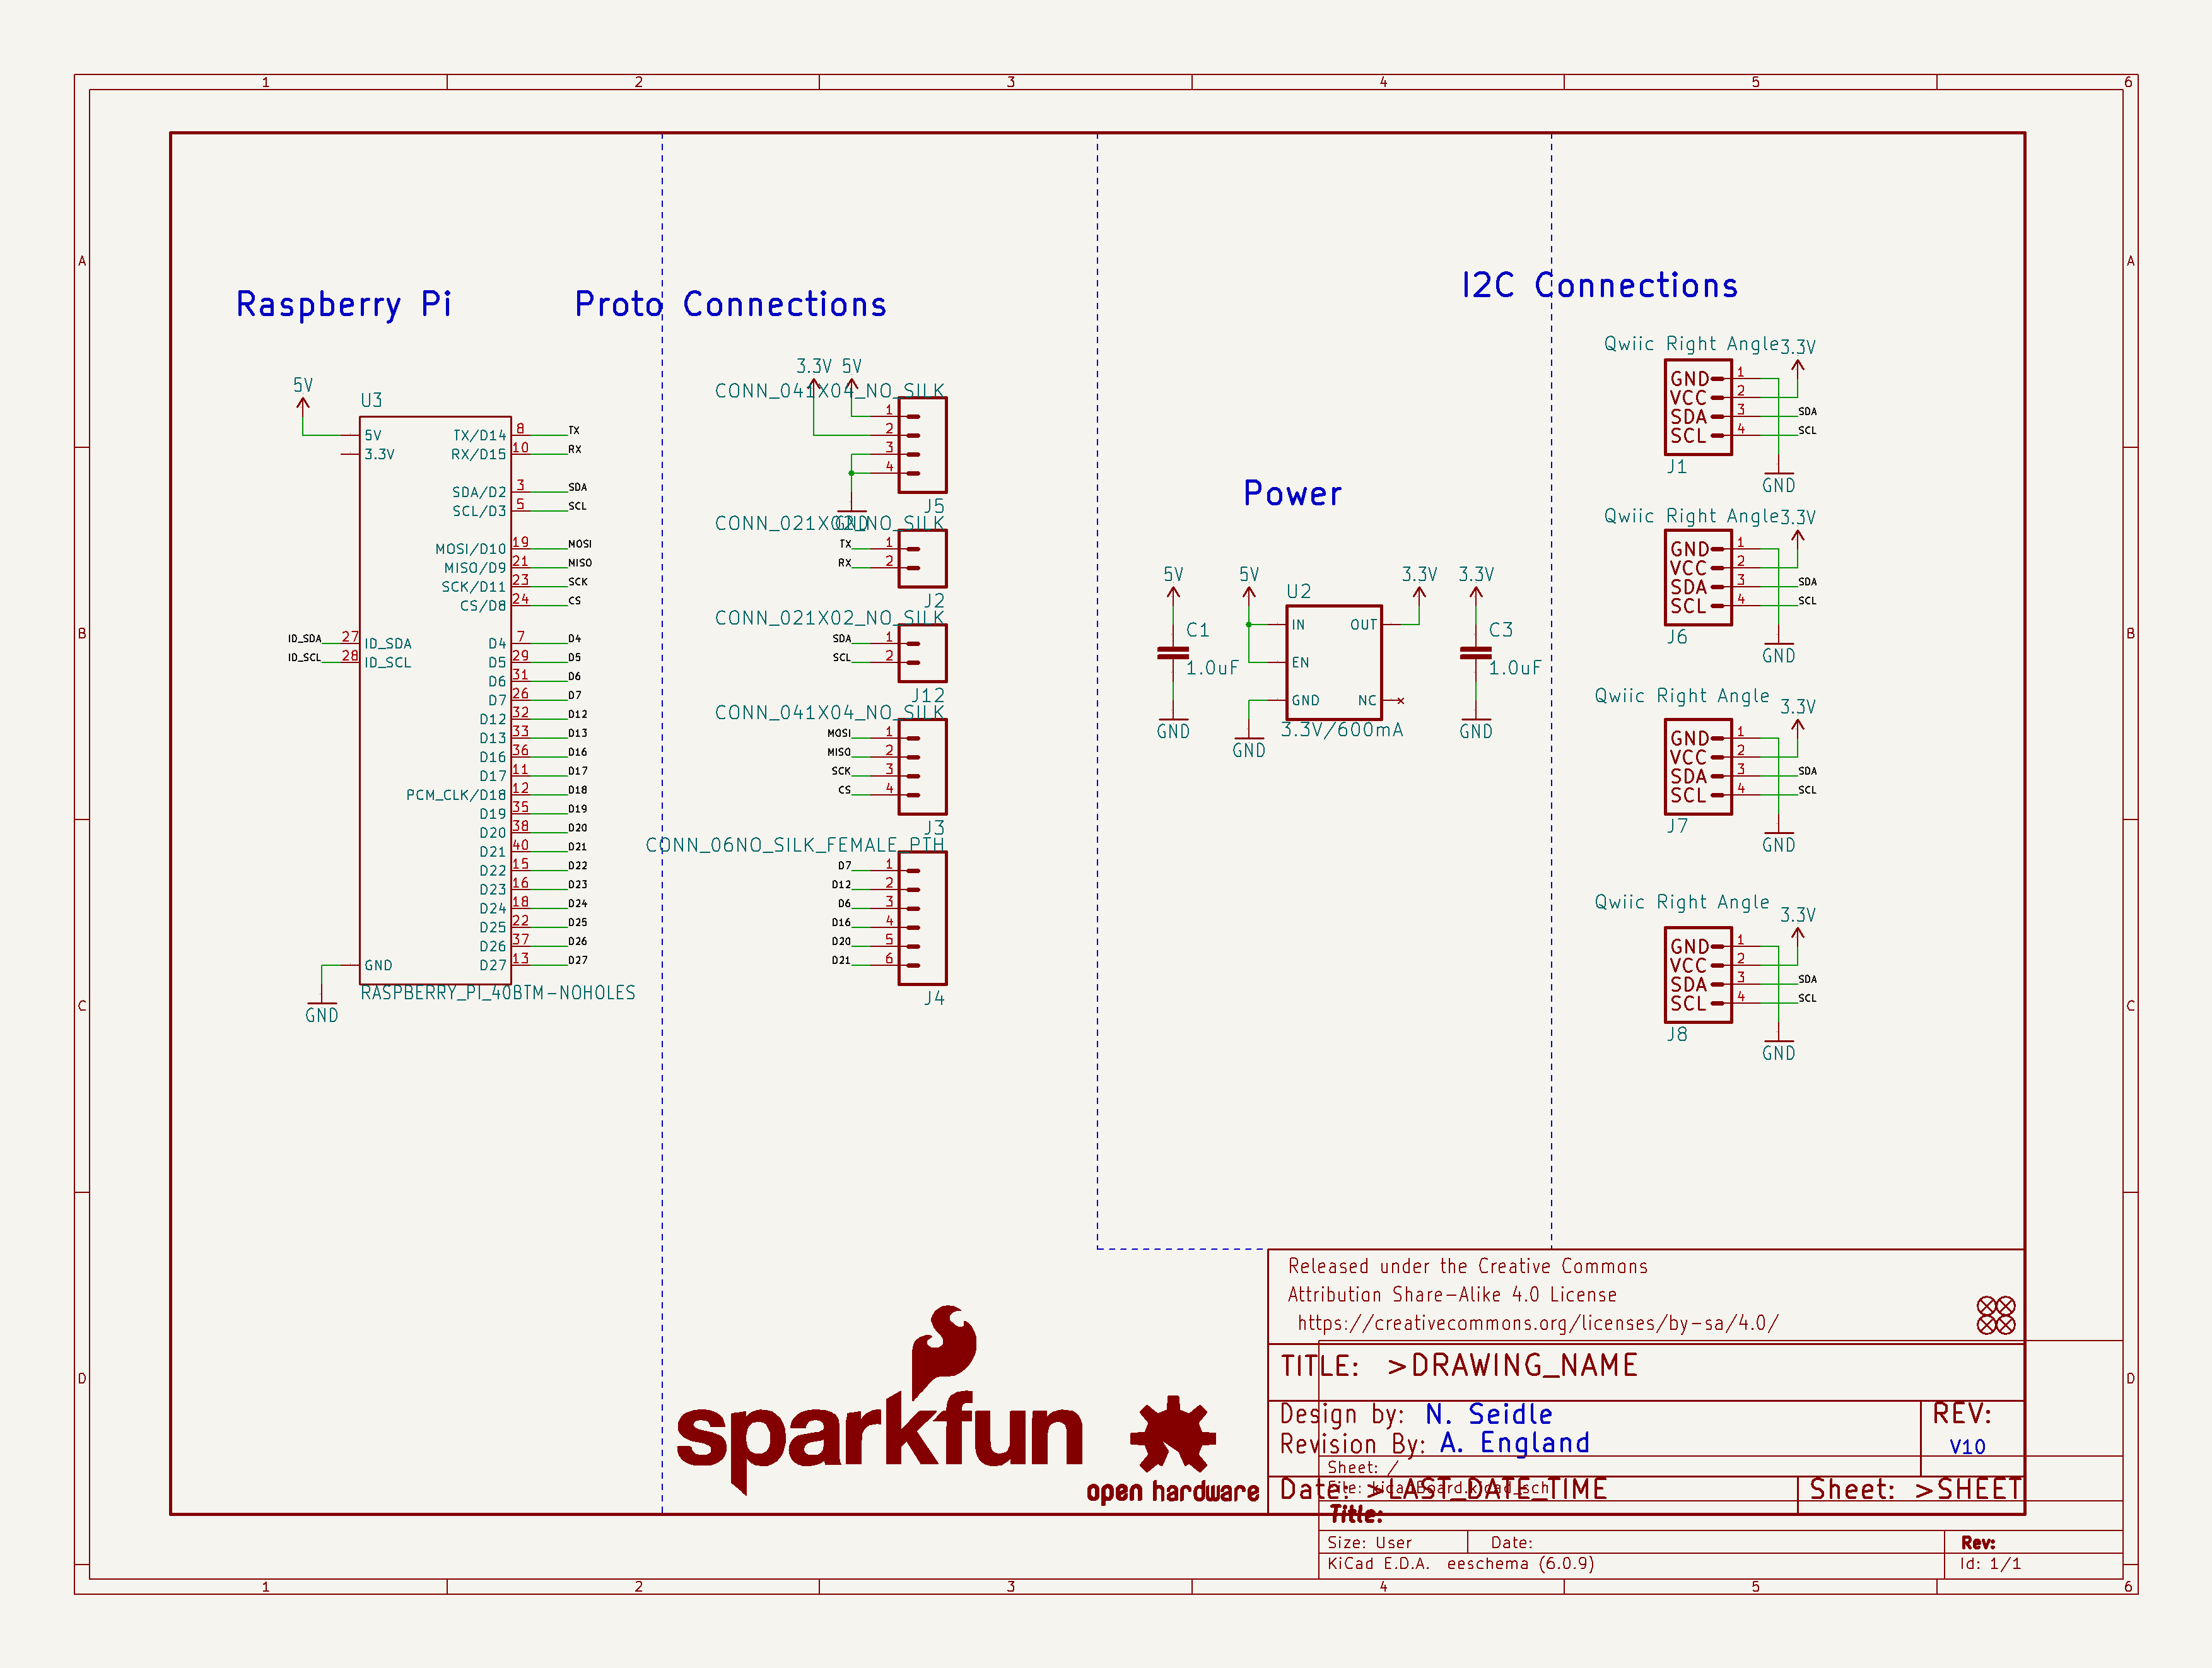 1 2 3 4 5 6
A A
B B
C C
D D
Raspberry Pi
5V
U3
5V
3.3V
ID_SDA 27 ID_SDA
ID_SCL 28 ID_SCL
GND
GND
TX/D14 8 TX
RX/D15 10 RX
SDA/D2 3 SDA
SCL/D3 5 SCL
MOSI/D10 19 MOSI
MISO/D9 21 MISO
SCK/D11 23 SCK
CS/D8 24 CS
D4 7 D4
D5 29 D5
D6 31 D6
D7 26 D7
D12 32 D12
D13 33 D13
D16 36 D16
D17 11 D17
PCM_CLK/D18 12 D18
D19 35 D19
D20 38 D20
D21 40 D21
D22 15 D22
D23 16 D23
D24 18 D24
D25 22 D25
D26 37 D26
D27 13 D27
RASPBERRY_PI_40BTM-NOHOLES
Proto Connections
3.3V 5V
CONN_041X04_NO_SILK
1
2
3
4
J5
GND
CONN_021X02_NO_SILK
TX 1
RX 2
J2
CONN_021X02_NO_SILK
SDA 1
SCL 2
J12
CONN_041X04_NO_SILK
MOSI 1
MISO 2
SCK 3
CS 4
J3
CONN_06NO_SILK_FEMALE_PTH
D7 1
D12 2
D6 3
D16 4
D20 5
D21 6
J4
Power
5V
C1
1.0uF
GND
5V
U2
IN OUT
EN
GND NC
3.3V/600mA
GND
3.3V
3.3V
C3
1.0uF
GND
I2C Connections
Qwiic Right Angle 3.3V
GND 1
VCC 2
SDA 3 SDA
SCL 4 SCL
J1
GND
Qwiic Right Angle 3.3V
GND 1
VCC 2
SDA 3 SDA
SCL 4 SCL
J6
GND
Qwiic Right Angle
3.3V
GND 1
VCC 2
SDA 3 SDA
SCL 4 SCL
J7
GND
Qwiic Right Angle
3.3V
GND 1
VCC 2
SDA 3 SDA
SCL 4 SCL
J8
GND
sparkfun
open hardware
Released under the Creative Commons
Attribution Share-Alike 4.0 License
https://creativecommons.org/licenses/by-sa/4.0/
TITLE: >DRAWING_NAME
Design by: N. Seidle
Revision By: A. England
REV:
V10
Date: >LAST_DATE_TIME
Sheet: >SHEET
Sheet: /
File: kicadBoard.kicad_sch
Title:
Size: User Date: Rev:
KiCad E.D.A. eeschema (6.0.9) Id: 1/1
1 2 3 4 5 6